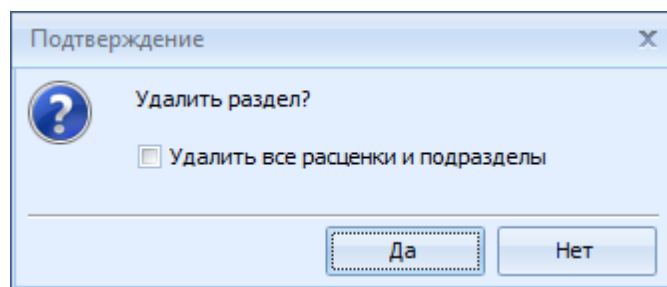 Подтверждение
Удалить раздел?
Удалить все расценки и подразделы
Да
Нет